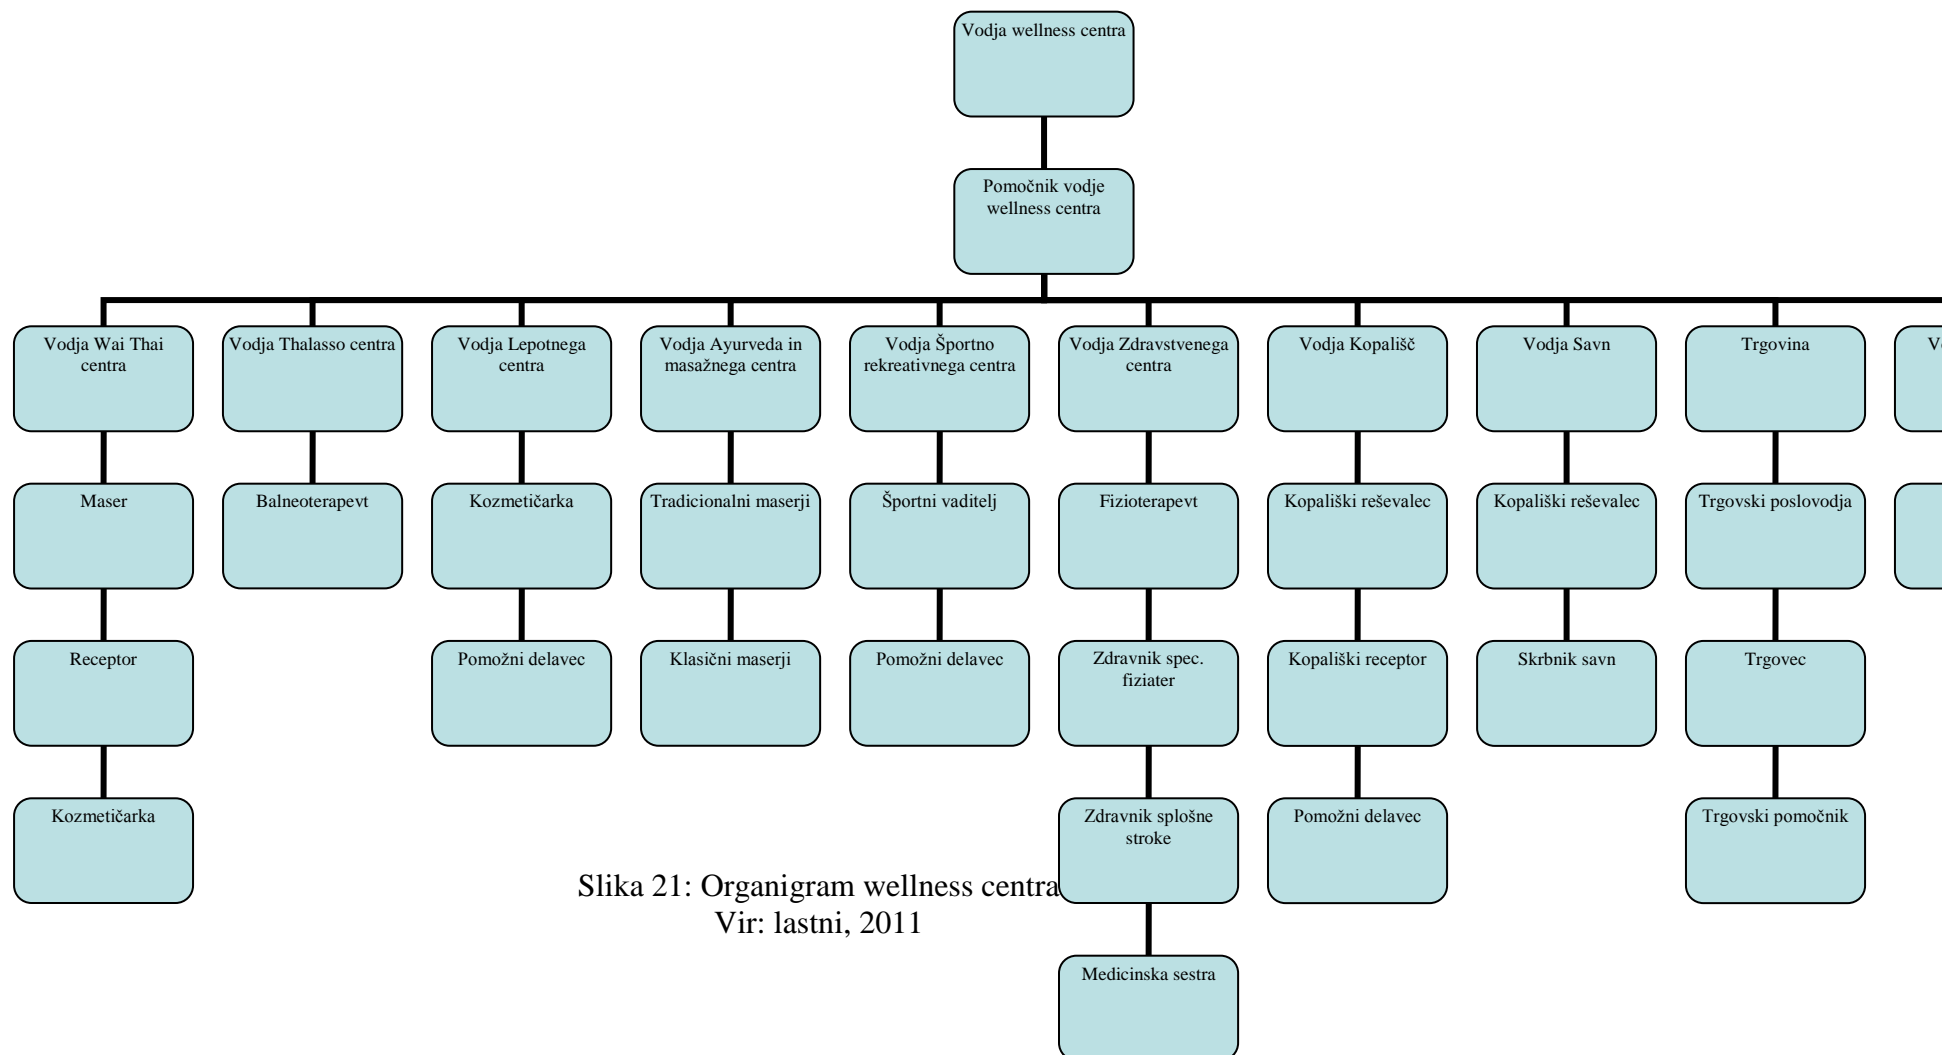 Vodja wellness centra
Pomočnik vodje
wellness centra
Vodja Wai Thai
centra
Vodja Thalasso centra
Vodja Lepotnega
centra
Vodja Ayurveda in
masažnega centra
Vodja Športno
rekreativnega centra
Vodja Zdravstvenega
centra
Vodja Kopališč
Vodja Savn
Trgovina
Maser
Balneoterapevt
Kozmetičarka
Tradicionalni maserji
Športni vaditelj
Fizioterapevt
Kopališki reševalec
Kopališki reševalec
Trgovski poslovodja
Receptor
Pomožni delavec
Klasični maserji
Pomožni delavec
Zdravnik spec.
fiziater
Kopališki receptor
Skrbnik savn
Trgovec
Kozmetičarka
Zdravnik splošne
stroke
Pomožni delavec
Trgovski pomočnik
Slika 21: Organigram wellness centra
Vir: lastni, 2011
Medicinska sestra